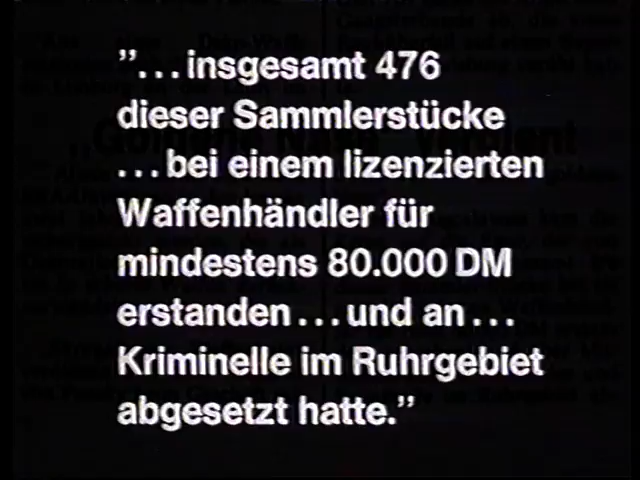 ”...insgesamt 476
dieser Sammlerstücke
...bei einem lizenzierten
Waffenhändler für
mindestens 80.000 DM
erstanden...und an...
Kriminelle im Ruhrgebiet
abgesetzt hatte.”